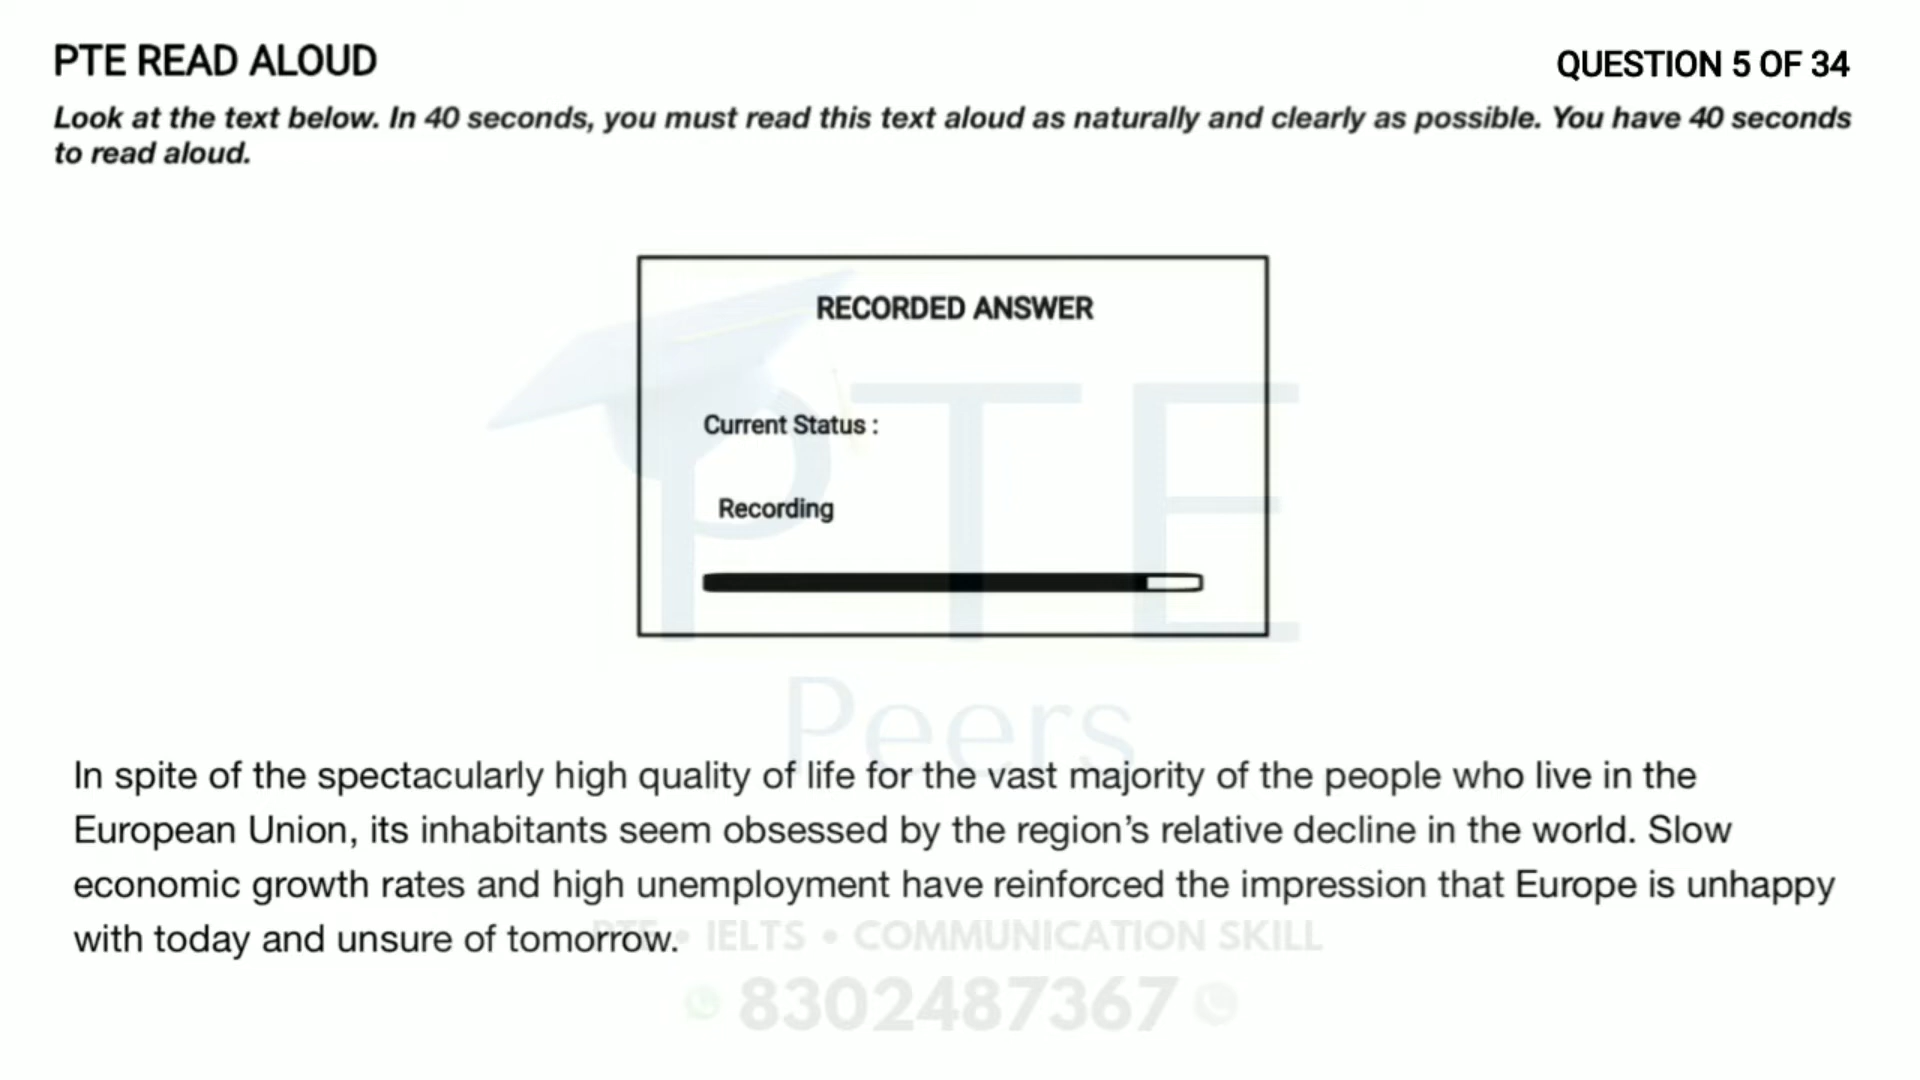 PTE READ ALOUD
QUESTION 5 OF 34
Look at the text below. In 40 seconds, you must read this text aloud as naturally and clearly as possible. You have 40 seconds
to read aloud.
RECORDED ANSWER
Current Status :
Recording
PTE
Peers
In spite of the spectacularly high quality of life for the vast majority of the people who live in the
European Union, its inhabitants seem obsessed by the region’s relative decline in the world. Slow
economic growth rates and high unemployment have reinforced the impression that Europe is unhappy
with today and unsure of tomorrow.
PTE • IELTS • COMMUNICATION SKILL
8302487367